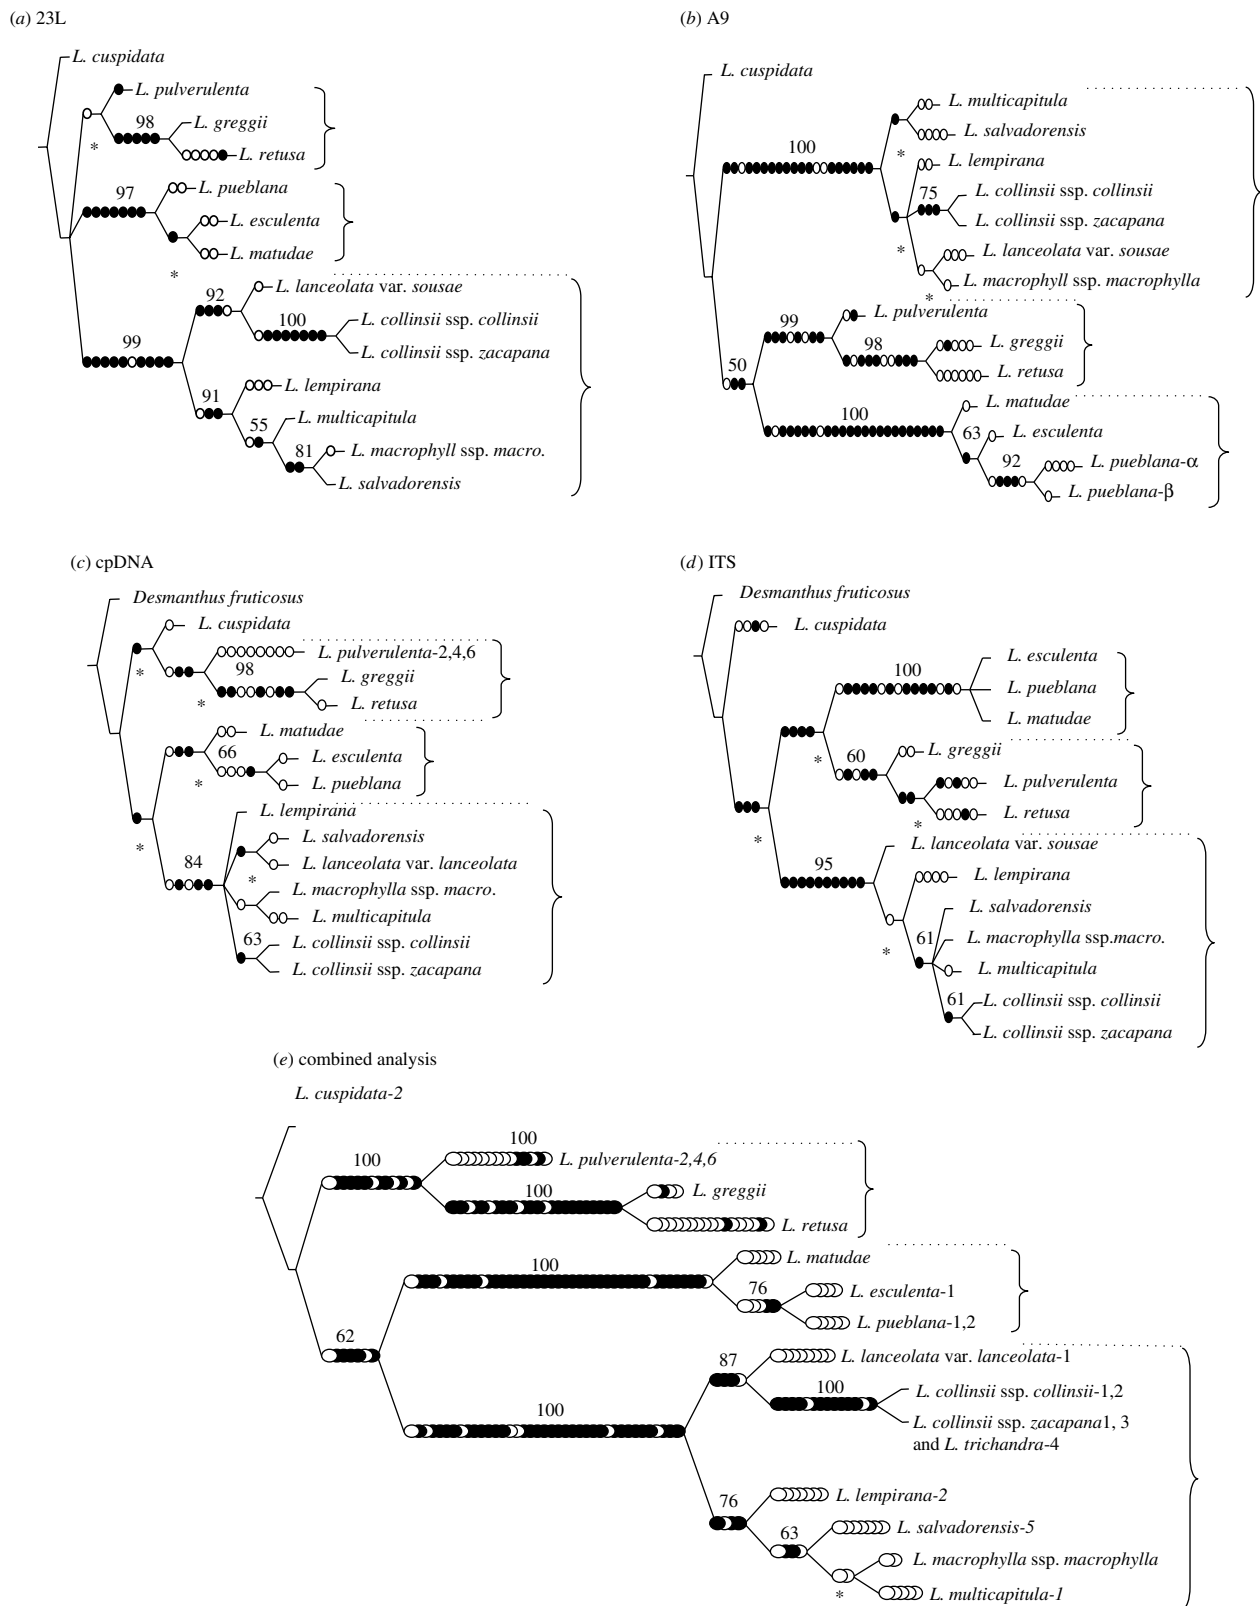 (a) 23L
L. cuspidata
L. pulverulenta
98
L. greggii
*
L. retusa
97
L. pueblana
L. esculenta
L. matudae
*
92
L. lanceolata var. sousae
100
L. collinsii ssp. collinsii
99
L. collinsii ssp. zacapana
91
L. lempirana
55
L. multicapitula
81
L. macrophyll ssp. macro.
L. salvadorensis
(b) A9
L. cuspidata
L. multicapitula
100
L. salvadorensis
*
L. lempirana
75
L. collinsii ssp. collinsii
L. collinsii ssp. zacapana
*
L. lanceolata var. sousae
L. macrophyll ssp. macrophylla
*
99
L. pulverulenta
98
L. greggii
50
L. retusa
100
L. matudae
63
L. esculenta
92
L. pueblana-α
L. pueblana-β
(c) cpDNA
Desmanthus fruticosus
L. cuspidata
*
L. pulverulenta-2,4,6
98
L. greggii
*
L. retusa
L. matudae
66
L. esculenta
*
L. pueblana
L. lempirana
*
L. salvadorensis
84
L. lanceolata var. lanceolata
*
L. macrophylla ssp. macro.
L. multicapitula
63
L. collinsii ssp. collinsii
L. collinsii ssp. zacapana
(d) ITS
Desmanthus fruticosus
L. cuspidata
100
L. esculenta
L. pueblana
L. matudae
*
60
L. greggii
L. pulverulenta
L. retusa
*
*
L. lanceolata var. sousae
95
L. lempirana
L. salvadorensis
*
61
L. macrophylla ssp.macro.
L. multicapitula
61
L. collinsii ssp. collinsii
L. collinsii ssp. zacapana
(e) combined analysis
L. cuspidata-2
100
100
L. pulverulenta-2,4,6
100
L. greggii
L. retusa
100
L. matudae
76
L. esculenta-1
L. pueblana-1,2
62
87
L. lanceolata var. lanceolata-1
100
L. collinsii ssp. collinsii-1,2
100
L. collinsii ssp. zacapana1, 3
and L. trichandra-4
76
L. lempirana-2
63
L. salvadorensis-5
L. macrophylla ssp. macrophylla
*
L. multicapitula-1